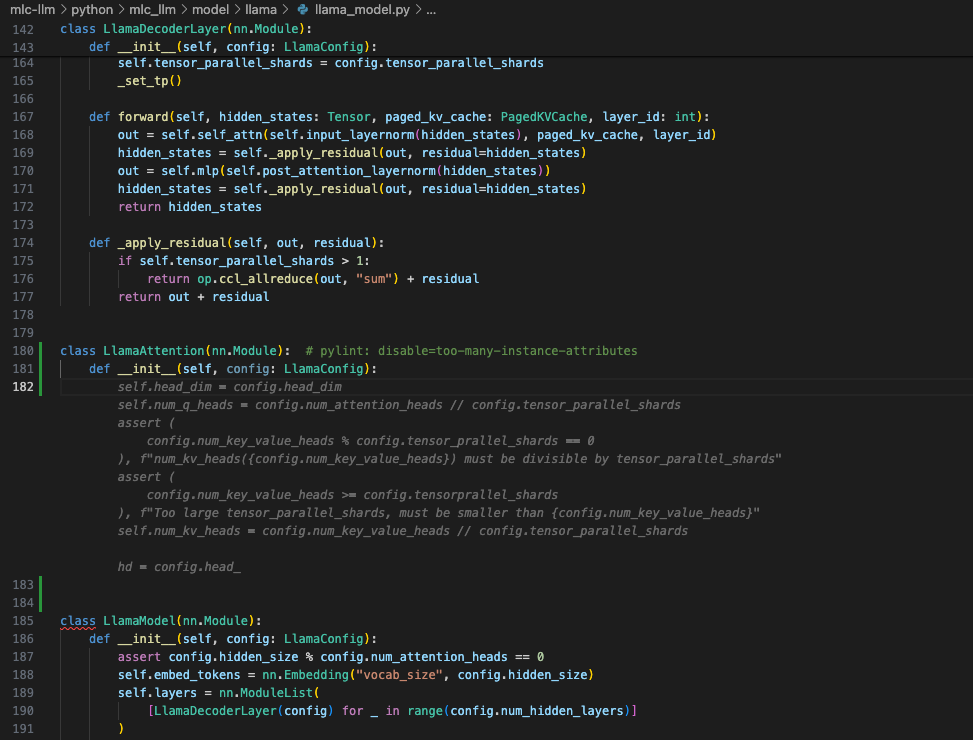 mlc-llm > python > mlc_llm > model > llama > llama_model.py > ...
142 class LlamaDecoderLayer(nn.Module):
143     def __init__(self, config: LlamaConfig):
164         self.tensor_parallel_shards = config.tensor_parallel_shards
165         _set_tp()
166
167     def forward(self, hidden_states: Tensor, paged_kv_cache: PagedKVCache, layer_id: int):
168         out = self.self_attn(self.input_layernorm(hidden_states), paged_kv_cache, layer_id)
169         hidden_states = self._apply_residual(out, residual=hidden_states)
170         out = self.mlp(self.post_attention_layernorm(hidden_states))
171         hidden_states = self._apply_residual(out, residual=hidden_states)
172         return hidden_states
173
174     def _apply_residual(self, out, residual):
175         if self.tensor_parallel_shards > 1:
176             return op.ccl_allreduce(out, "sum") + residual
177         return out + residual
178
179
180 class LlamaAttention(nn.Module):  # pylint: disable=too-many-instance-attributes
181     def __init__(self, config: LlamaConfig):
182         self.head_dim = config.head_dim
        self.num_q_heads = config.num_attention_heads // config.tensor_parallel_shards
        assert (
            config.num_key_value_heads % config.tensor_prallel_shards == 0
        ), f"num_kv_heads({config.num_key_value_heads}) must be divisible by tensor_parallel_shards"
        assert (
            config.num_key_value_heads >= config.tensorprallel_shards
        ), f"Too large tensor_parallel_shards, must be smaller than {config.num_key_value_heads}"
        self.num_kv_heads = config.num_key_value_heads // config.tensor_parallel_shards

        hd = config.head_
183
184
185 class LlamaModel(nn.Module):
186     def __init__(self, config: LlamaConfig):
187         assert config.hidden_size % config.num_attention_heads == 0
188         self.embed_tokens = nn.Embedding("vocab_size", config.hidden_size)
189         self.layers = nn.ModuleList(
190             [LlamaDecoderLayer(config) for _ in range(config.num_hidden_layers)]
191         )